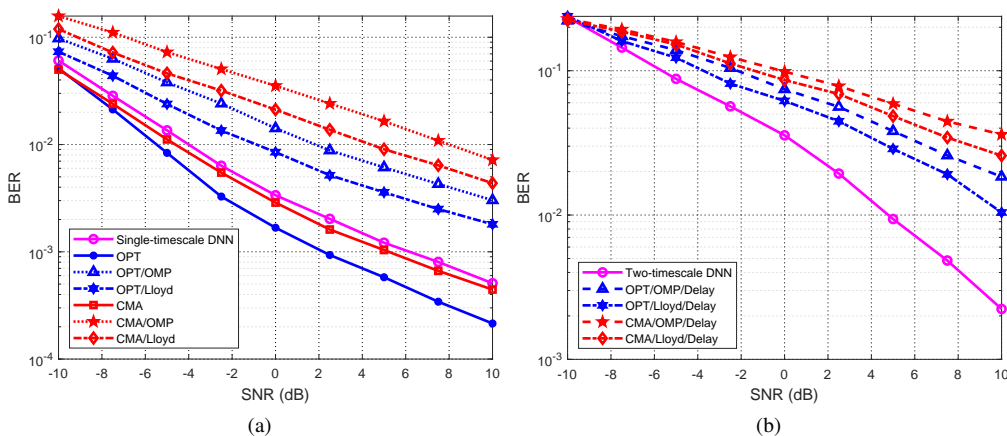 10^-1
10^-2
10^-3
10^-4
BER
-10 -8 -6 -4 -2 0 2 4 6 8 10
SNR (dB)
Single-timescale DNN
OPT
OPT/OMP
OPT/Lloyd
CMA
CMA/OMP
CMA/Lloyd
(a)
10^-1
10^-2
10^-3
BER
-10 -8 -6 -4 -2 0 2 4 6 8 10
SNR (dB)
Two-timescale DNN
OPT/OMP/Delay
OPT/Lloyd/Delay
CMA/OMP/Delay
CMA/Lloyd/Delay
(b)